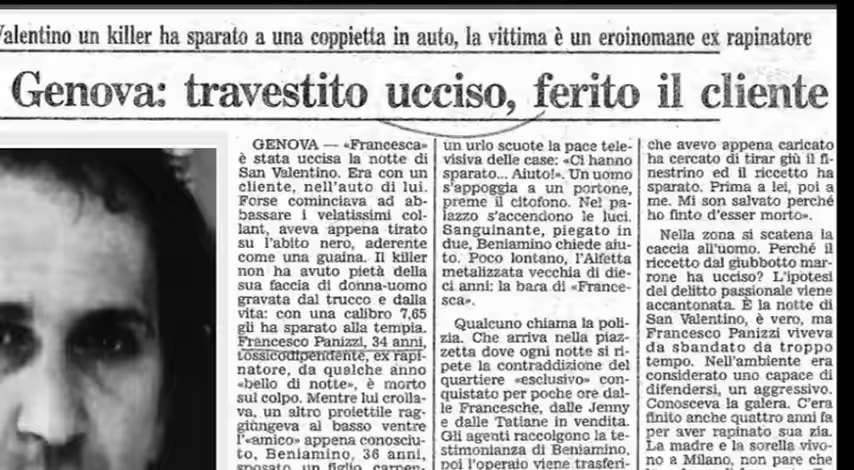 Valentino un killer ha sparato a una coppietta in auto, la vittima è un eroinomane ex rapinatore
Genova: travestito ucciso, ferito il cliente
GENOVA — «Francesca»
è stata uccisa la notte di
San Valentino. Era con un
cliente, nell'auto di lui.
Forse cominciava ad ab-
bassare i velatissimi col-
lant, aveva appena tirato
su l'abito nero, aderente
come una guaina. Il killer
non ha avuto pietà della
sua faccia di donna-uomo
gravata dal trucco e dalla
vita: con una calibro 7,65
gli ha sparato alla tempia.
Francesco Panizzi, 34 anni,
tossicodipendente, ex rapi-
natore, da qualche anno
«bello di notte», è morto
sul colpo. Mentre lui crolla-
va, un altro proiettile rag-
giungeva al basso ventre
l'«amico» appena conosciu-
to, Beniamino, 36 anni,
sposato, un figlio, carpen-
un urlo scuote la pace tele-
visiva delle case: «Ci hanno
sparato... Aiuto!». Un uomo
s'appoggia a un portone,
preme il citofono. Nel pa-
lazzo s'accendono le luci.
Sanguinante, piegato in
due, Beniamino chiede aiu-
to. Poco lontano, l'Alfetta
metalizzata vecchia di die-
ci anni: la bara di «France-
sca».
Qualcuno chiama la poli-
zia. Che arriva nella piaz-
zetta dove ogni notte si ri-
pete la contraddizione del
quartiere «esclusivo» con-
quistato per poche ore dal-
le Francesche, dalle Jenny
e dalle Tatiane in vendita.
Gli agenti raccolgono la te-
stimonianza di Beniamino,
poi l'operaio viene trasferi-
che avevo appena caricato
ha cercato di tirar giù il fi-
nestrino ed il riccetto ha
sparato. Prima a lei, poi a
me. Mi son salvato perché
ho finto d'esser morto».
Nella zona si scatena la
caccia all'uomo. Perché il
riccetto dal giubbotto mar-
rone ha ucciso? L'ipotesi
del delitto passionale viene
accantonata. È la notte di
San Valentino, è vero, ma
Francesco Panizzi viveva
da sbandato da troppo
tempo. Nell'ambiente era
considerato uno capace di
difendersi, un aggressivo.
Conosceva la galera. C'era
finito anche quattro anni fa
per aver rapinato sua zia.
La madre e la sorella vivo-
no a Milano, non pare che